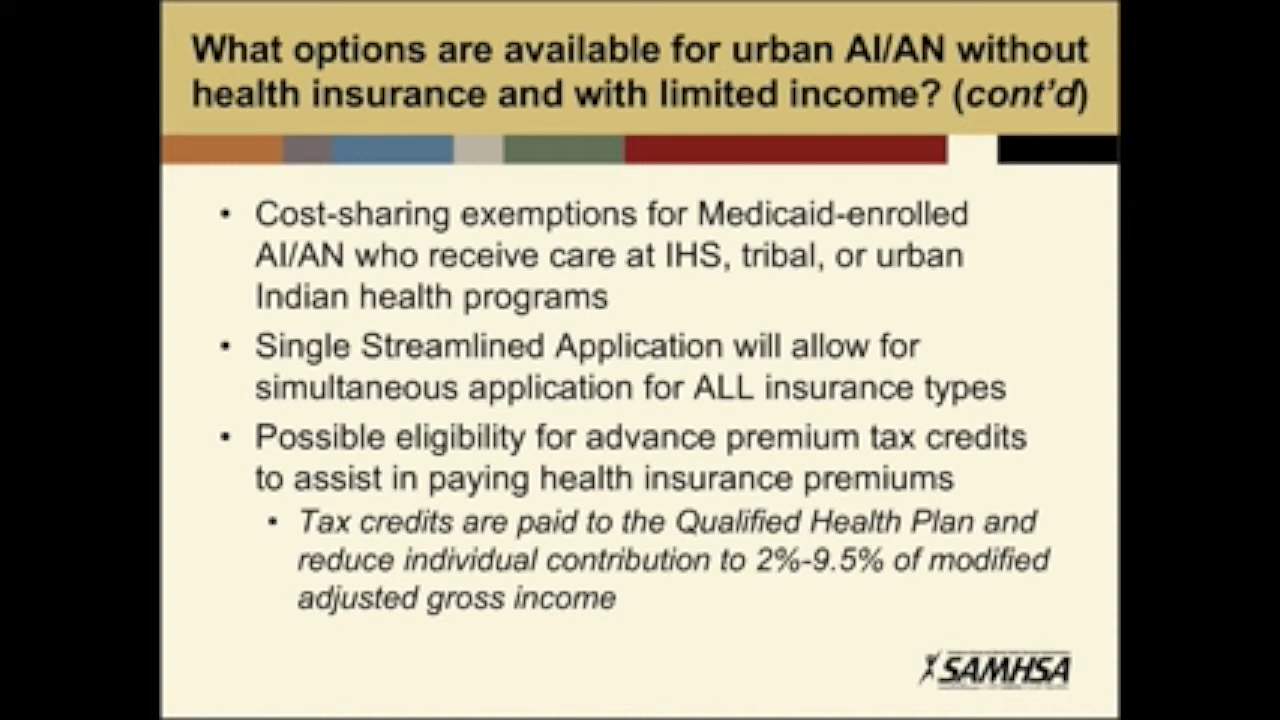 What options are available for urban AI/AN without
health insurance and with limited income? (cont'd)
• Cost-sharing exemptions for Medicaid-enrolled
AI/AN who receive care at IHS, tribal, or urban
Indian health programs
• Single Streamlined Application will allow for
simultaneous application for ALL insurance types
• Possible eligibility for advance premium tax credits
to assist in paying health insurance premiums
• Tax credits are paid to the Qualified Health Plan and
reduce individual contribution to 2%-9.5% of modified
adjusted gross income
SAMHSA